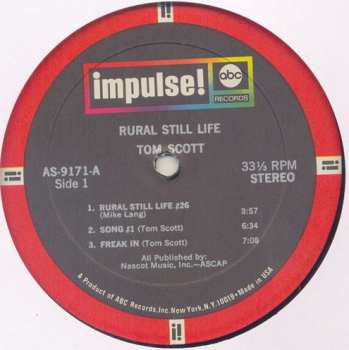 impulse!
abc
RECORDS
RURAL STILL LIFE
TOM SCOTT
AS-9171-A
Side 1
33⅓ RPM
STEREO
1. RURAL STILL LIFE #26 3:57
(Mike Lang)
2. SONG #1 (Tom Scott) 6:34
3. FREAK IN (Tom Scott) 7:08
All Published by:
Nascot Music, Inc.—ASCAP
A Product of ABC Records, Inc. New York, N.Y. 10019 • Made in USA
i!
i!
i!
i!
i!